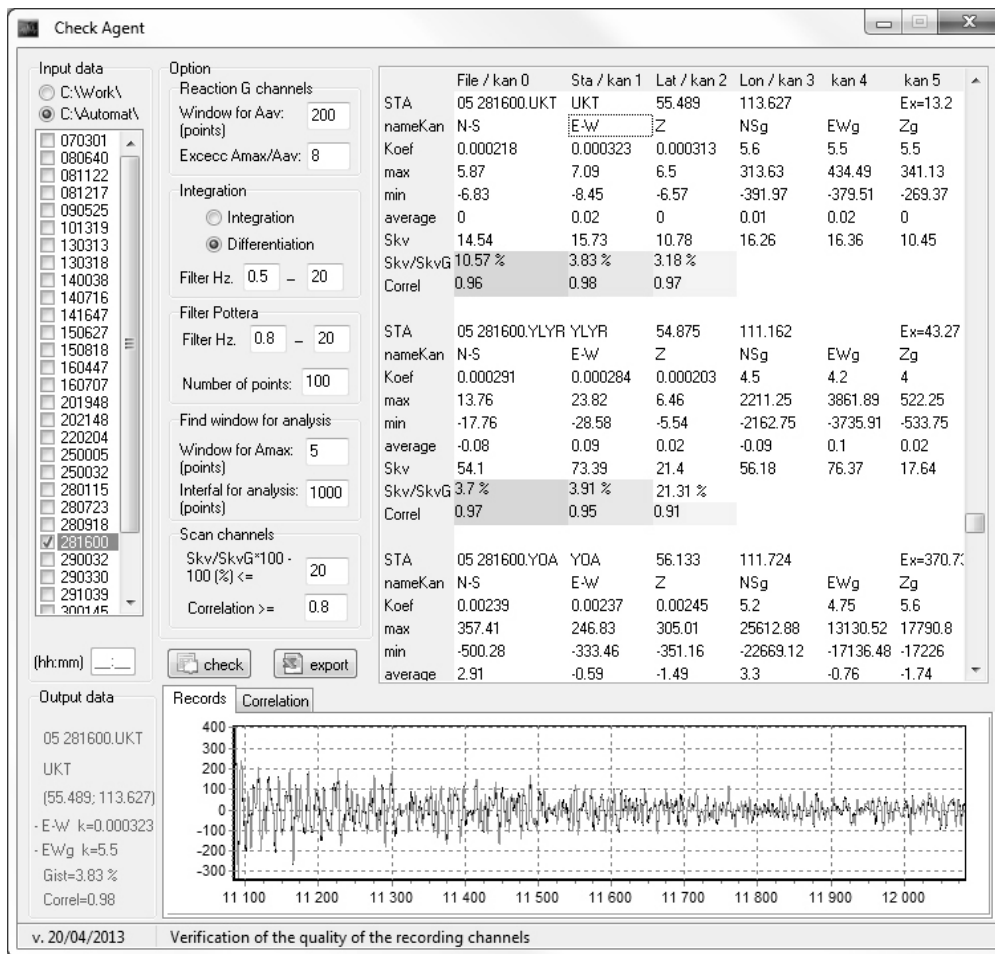 Check Agent
Input data
C:\Work\
C:\Automat\
070301
080640
081122
081217
090525
101319
130313
130318
140038
140716
141647
150627
150818
160447
160707
201948
202148
220204
250005
250032
280115
280723
280918
281600
290032
290330
291039
300145
(hh:mm) __:__
Option
Reaction G channels
Window for Aav: 200
(points)
Excecc Amax/Aav: 8
Integration
Integration
Differentiation
Filter Hz. 0.5 – 20
Filter Pottera
Filter Hz. 0.8 – 20
Number of points: 100
Find window for analysis
Window for Amax: 5
(points)
Interfal for analysis: 1000
(points)
Scan channels
Skv/SkvG*100 -
100 (%) <= 20
Correlation >= 0.8
check export
File / kan 0 Sta / kan 1 Lat / kan 2 Lon / kan 3 kan 4 kan 5
STA 05 281600.UKT UKT 55.489 113.627 Ex=13.2
nameKan N-S E-W Z NSg EWg Zg
Koef 0.000218 0.000323 0.000313 5.6 5.5 5.5
max 5.87 7.09 6.5 313.63 434.49 341.13
min -6.83 -8.45 -6.57 -391.97 -379.51 -269.37
average 0 0.02 0 0.01 0.02 0
Skv 14.54 15.73 10.78 16.26 16.36 10.45
Skv/SkvG 10.57 % 3.83 % 3.18 %
Correl 0.96 0.98 0.97
STA 05 281600.YLYR YLYR 54.875 111.162 Ex=43.27
nameKan N-S E-W Z NSg EWg Zg
Koef 0.000291 0.000284 0.000203 4.5 4.2 4
max 13.76 23.82 6.46 2211.25 3861.89 522.25
min -17.76 -28.58 -5.54 -2162.75 -3735.91 -533.75
average -0.08 0.09 0.02 -0.09 0.1 0.02
Skv 54.1 73.39 21.4 56.18 76.37 17.64
Skv/SkvG 3.7 % 3.91 % 21.31 %
Correl 0.97 0.95 0.91
STA 05 281600.YOA YOA 56.133 111.724 Ex=370.7
nameKan N-S E-W Z NSg EWg Zg
Koef 0.00239 0.00237 0.00245 5.2 4.75 5.6
max 357.41 246.83 305.01 25612.88 13130.52 17790.8
min -500.28 -333.46 -351.16 -22669.12 -17136.48 -17226
average 2.91 -0.59 -1.49 3.3 -0.76 -1.74
Output data
05 281600.UKT
UKT
(55.489; 113.627)
- E-W k=0.000323
- EWg k=5.5
Gist=3.83 %
Correl=0.98
Records Correlation
400
300
200
100
0
-100
-200
-300
11 100 11 200 11 300 11 400 11 500 11 600 11 700 11 800 11 900 12 000
v. 20/04/2013 Verification of the quality of the recording channels